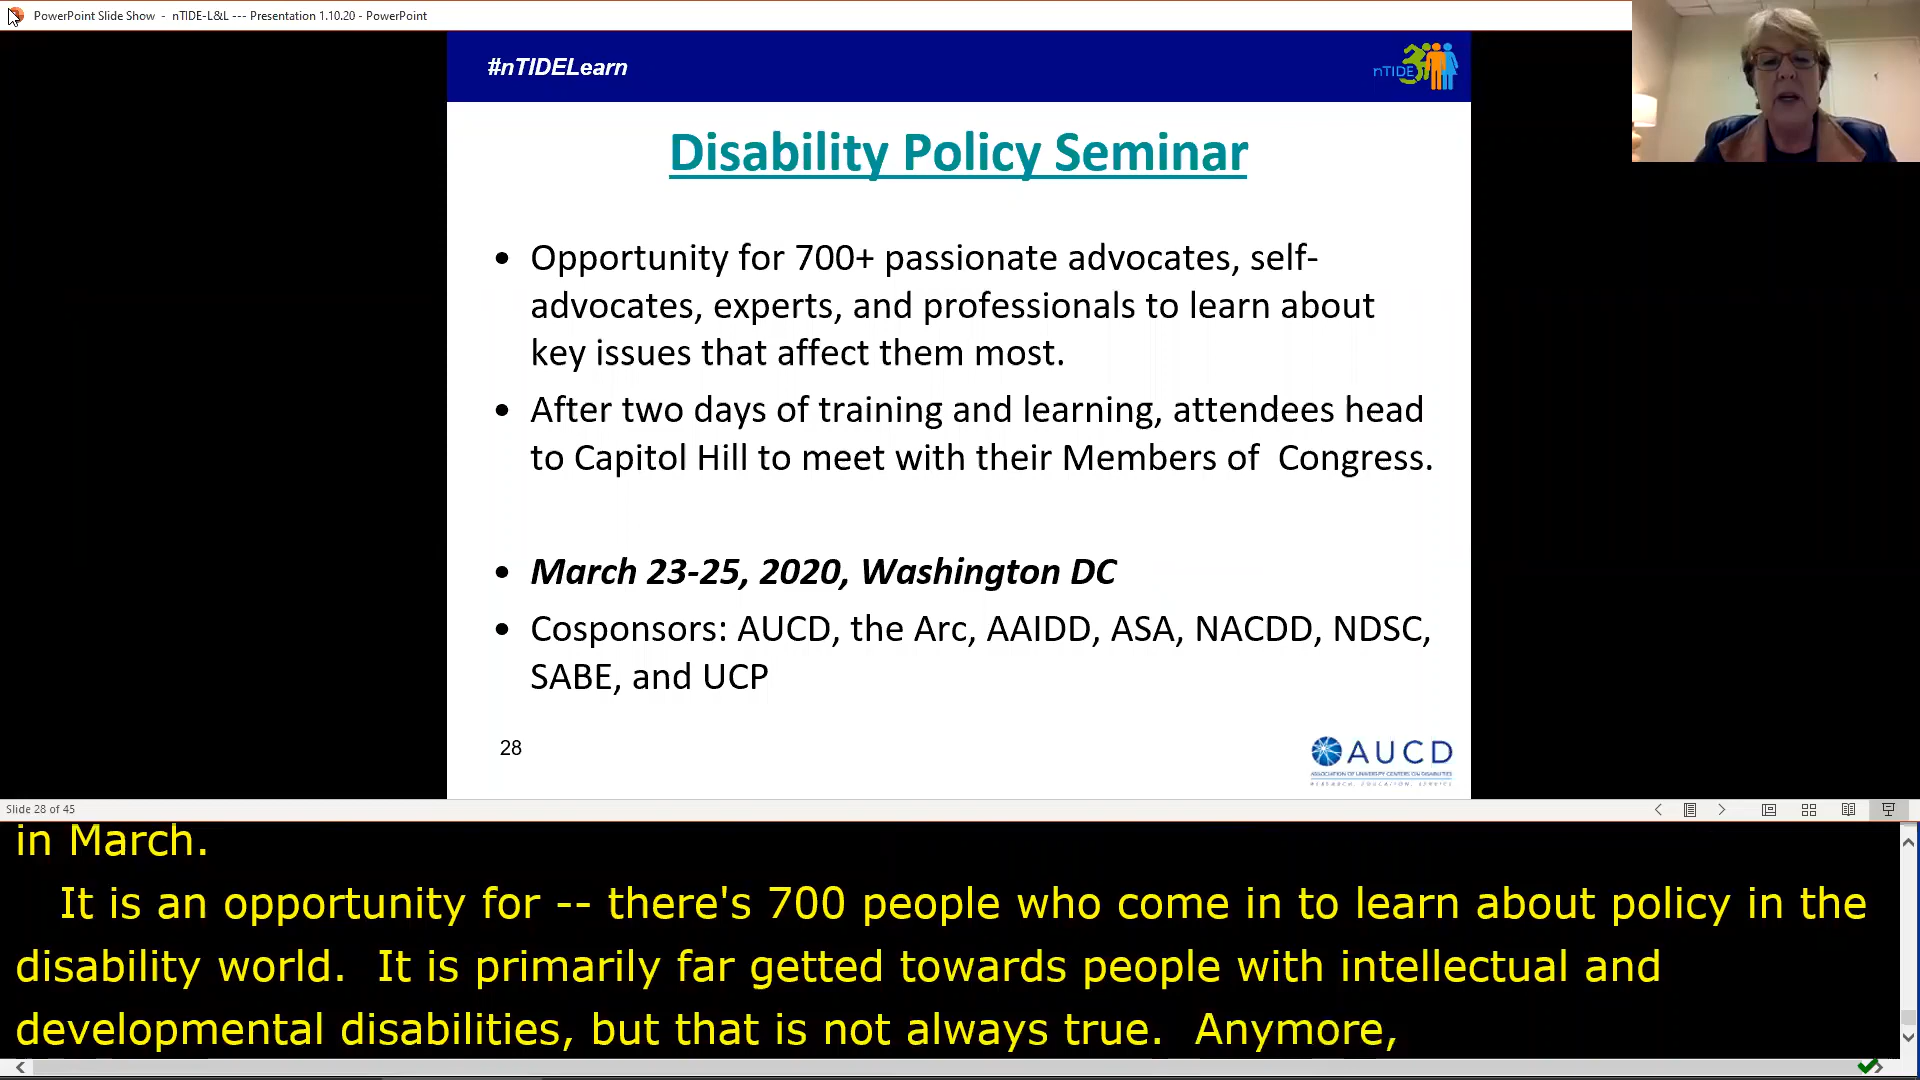 PowerPoint Slide Show - nTIDE-L&L --- Presentation 1.10.20 - PowerPoint
#nTIDELearn
nTIDE
Disability Policy Seminar
• Opportunity for 700+ passionate advocates, self-
advocates, experts, and professionals to learn about
key issues that affect them most.
• After two days of training and learning, attendees head
to Capitol Hill to meet with their Members of Congress.
• March 23-25, 2020, Washington DC
• Cosponsors: AUCD, the Arc, AAIDD, ASA, NACDD, NDSC,
SABE, and UCP
28
AUCD
ASSOCIATION OF UNIVERSITY CENTERS ON DISABILITIES
RESEARCH, EDUCATION, SERVICE
Slide 28 of 45
in March.
It is an opportunity for -- there's 700 people who come in to learn about policy in the
disability world. It is primarily far getted towards people with intellectual and
developmental disabilities, but that is not always true. Anymore,